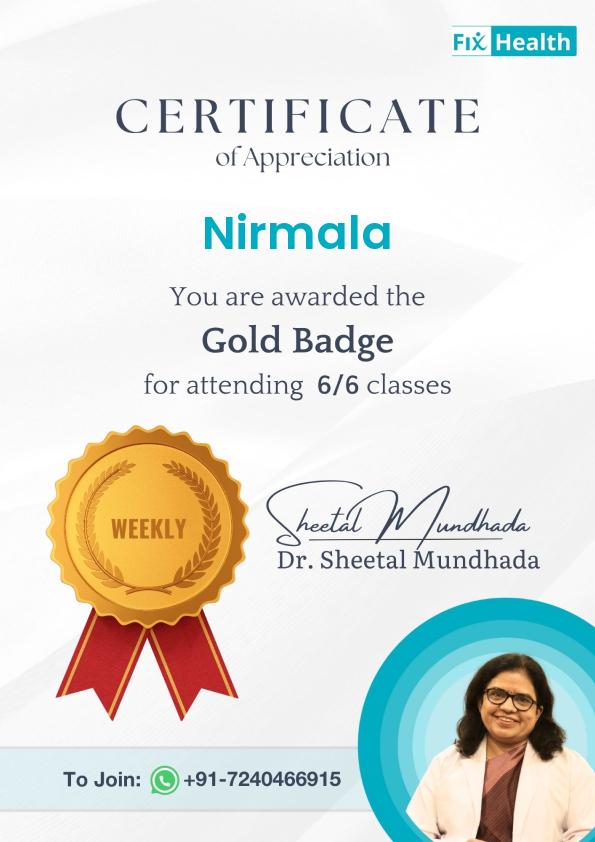 Fix Health
CERTIFICATE
of Appreciation
Nirmala
You are awarded the
Gold Badge
for attending 6/6 classes
WEEKLY
Sheetal Mundhada
Dr. Sheetal Mundhada
To Join: +91-7240466915